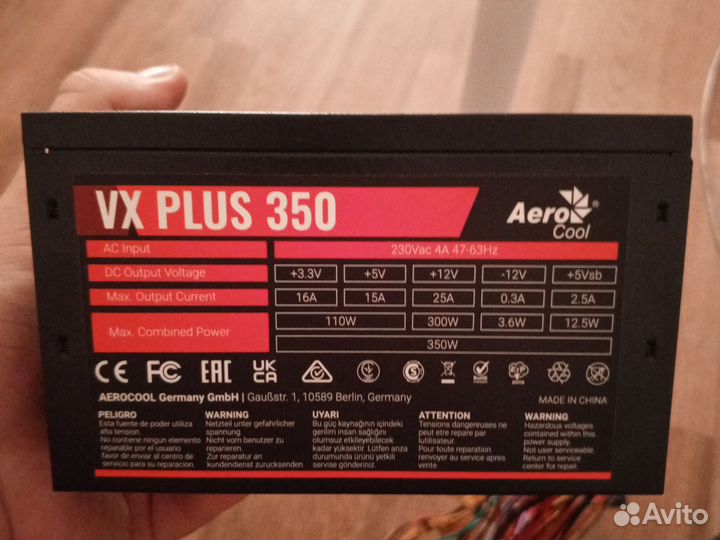 VX PLUS 350
Aero
Cool
AC Input 230Vac 4A 47-63Hz
DC Output Voltage +3.3V +5V +12V -12V +5Vsb
Max. Output Current 16A 15A 25A 0.3A 2.5A
Max. Combined Power 110W 300W 3.6W 12.5W
350W
CE FC EAC UKCA
AEROCOOL Germany GmbH | Gaußstr. 1, 10589 Berlin, Germany
MADE IN CHINA
PELIGRO
Esta fuente de poder utiliza
alta tension.
No contiene ningun elemento
reparable por el usuario
favor de enviar al centro de
servicio para su reparacion.
WARNING
Netzteil unter gefahrlicher
spannung.
Nicht vom benutzer zu
reparieren.
Zur reparatur an
kundendienst zurucksenden.
UYARI
Bu güç kaynağının içindeki
gerilim insan sağlığını
olumsuz etkileyebilecek
kadar yüksektir. Lütfen arıza
durumunda yetkili teknik
servise gönderiniz.
ATTENTION
Tensions dangereuses ne
peut etre repare par
lutilisateur.
Pour toute reparation
renvoyer au service apres
vente.
WARNING
Hazardous voltages
contained within this
power supply.
Not user serviceable.
Return to service
center for repair.
Avito